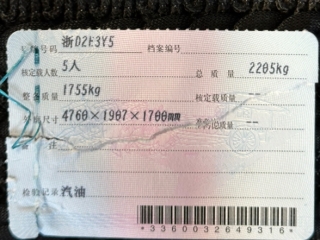 号牌号码 浙D2F3Y5 档案编号
核定载人数 5人 总质量 2205kg
整备质量 1755kg 核定载质量 —
外廓尺寸 4760×1907×1700mm 准牵引总质量 —
注
检验记录 汽油
*3360032649316*